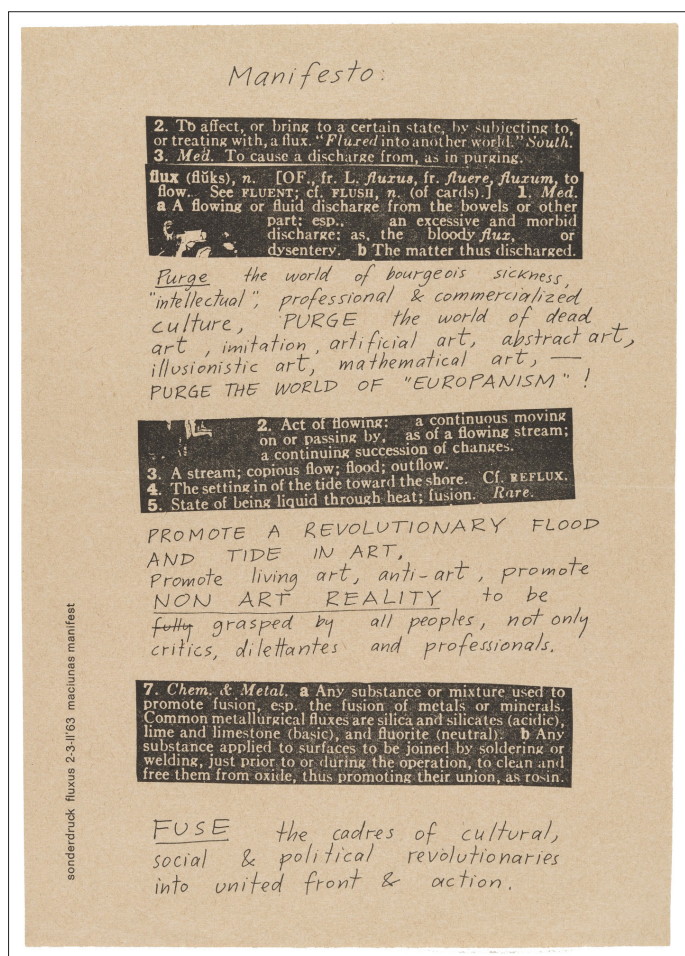 Manifesto:
2. To affect, or bring to a certain state, by subjecting to,
or treating with, a flux. "Fluxed into another world." South.
3. Med. To cause a discharge from, as in purging.
flux (flŭks), n. [OF., fr. L. fluxus, fr. fluere, fluxum, to
flow. See FLUENT; cf. FLUSH, n. (of cards).] 1. Med.
a A flowing or fluid discharge from the bowels or other
part: esp., an excessive and morbid
discharge: as, the bloody flux, or
dysentery. b The matter thus discharged.
Purge the world of bourgeois sickness,
"intellectual", professional & commercialized
culture, PURGE the world of dead
art, imitation, artificial art, abstract art,
illusionistic art, mathematical art, —
PURGE THE WORLD OF "EUROPANISM"!
2. Act of flowing: a continuous moving
on or passing by, as of a flowing stream;
a continuing succession of changes.
3. A stream; copious flow; flood; outflow.
4. The setting in of the tide toward the shore. Cf. REFLUX.
5. State of being liquid through heat; fusion. Rare.
PROMOTE A REVOLUTIONARY FLOOD
AND TIDE IN ART,
Promote living art, anti-art, promote
NON ART REALITY to be
fully grasped by all peoples, not only
critics, dilettantes and professionals.
7. Chem. & Metal. a Any substance or mixture used to
promote fusion, esp. the fusion of metals or minerals.
Common metallurgical fluxes are silica and silicates (acidic),
lime and limestone (basic), and fluorite (neutral). b Any
substance applied to surfaces to be joined by soldering or
welding, just prior to or during the operation, to clean and
free them from oxide, thus promoting their union, as rosin.
FUSE the cadres of cultural,
social & political revolutionaries
into united front & action.
sonderdruck fluxus 2-3-II'63 maciunas manifest